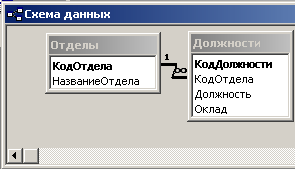 Схема данных
Отделы
КодОтдела
НазваниеОтдела
1
∞
Должности
КодДолжности
КодОтдела
Должность
Оклад